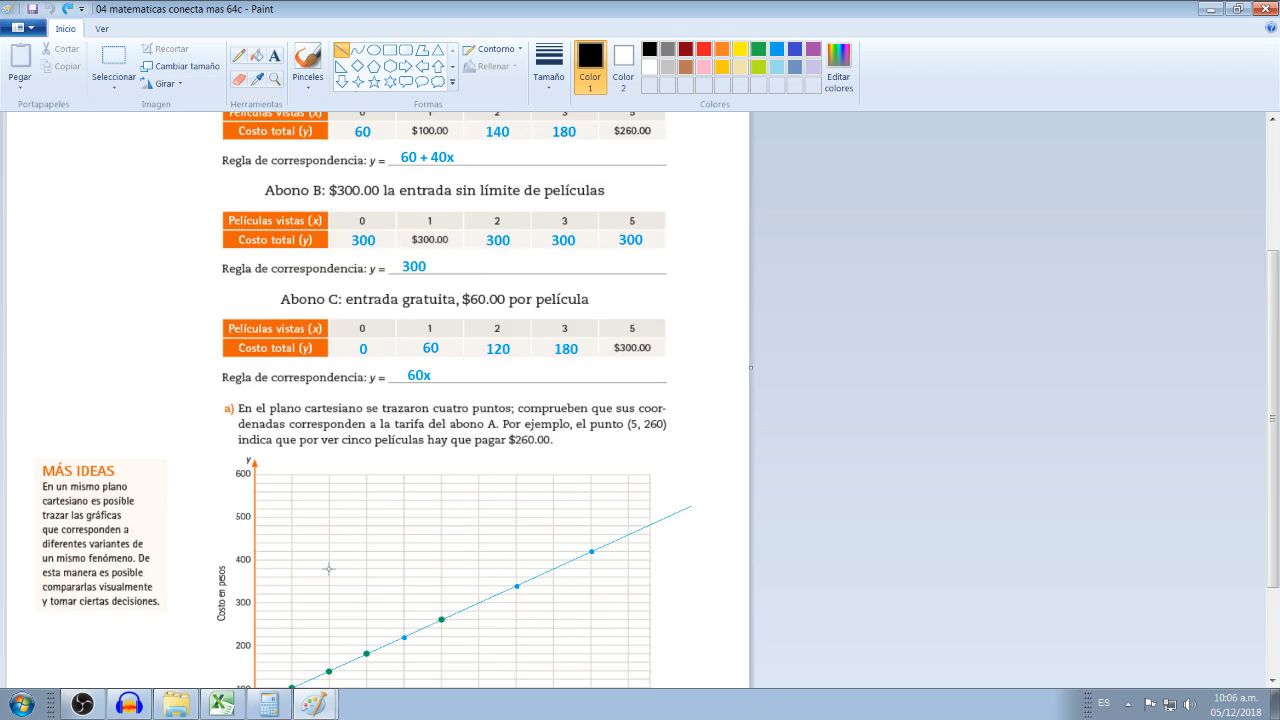 04 matematicas conecta mas 64c - Paint
Inicio
Ver
Pegar
Cortar
Copiar
Portapapeles
Seleccionar
Recortar
Cambiar tamaño
Girar
Imagen
Herramientas
Pinceles
Contorno
Rellenar
Formas
Tamaño
Color 1
Color 2
Editar colores
Colores
Películas vistas (x) 0 1 2 3 5
Costo total (y) 60 $100.00 140 180 $260.00
Regla de correspondencia: y = 60 + 40x
Abono B: $300.00 la entrada sin límite de películas
Películas vistas (x) 0 1 2 3 5
Costo total (y) 300 $300.00 300 300 300
Regla de correspondencia: y = 300
Abono C: entrada gratuita, $60.00 por película
Películas vistas (x) 0 1 2 3 5
Costo total (y) 0 60 120 180 $300.00
Regla de correspondencia: y = 60x
a) En el plano cartesiano se trazaron cuatro puntos; comprueben que sus coor-
denadas corresponden a la tarifa del abono A. Por ejemplo, el punto (5, 260)
indica que por ver cinco películas hay que pagar $260.00.
MÁS IDEAS
En un mismo plano
cartesiano es posible
trazar las gráficas
que corresponden a
diferentes variantes de
un mismo fenómeno. De
esta manera es posible
compararlas visualmente
y tomar ciertas decisiones.
y
600
500
400
300
200
100
Costo en pesos
ES
10:06 a.m.
05/12/2018